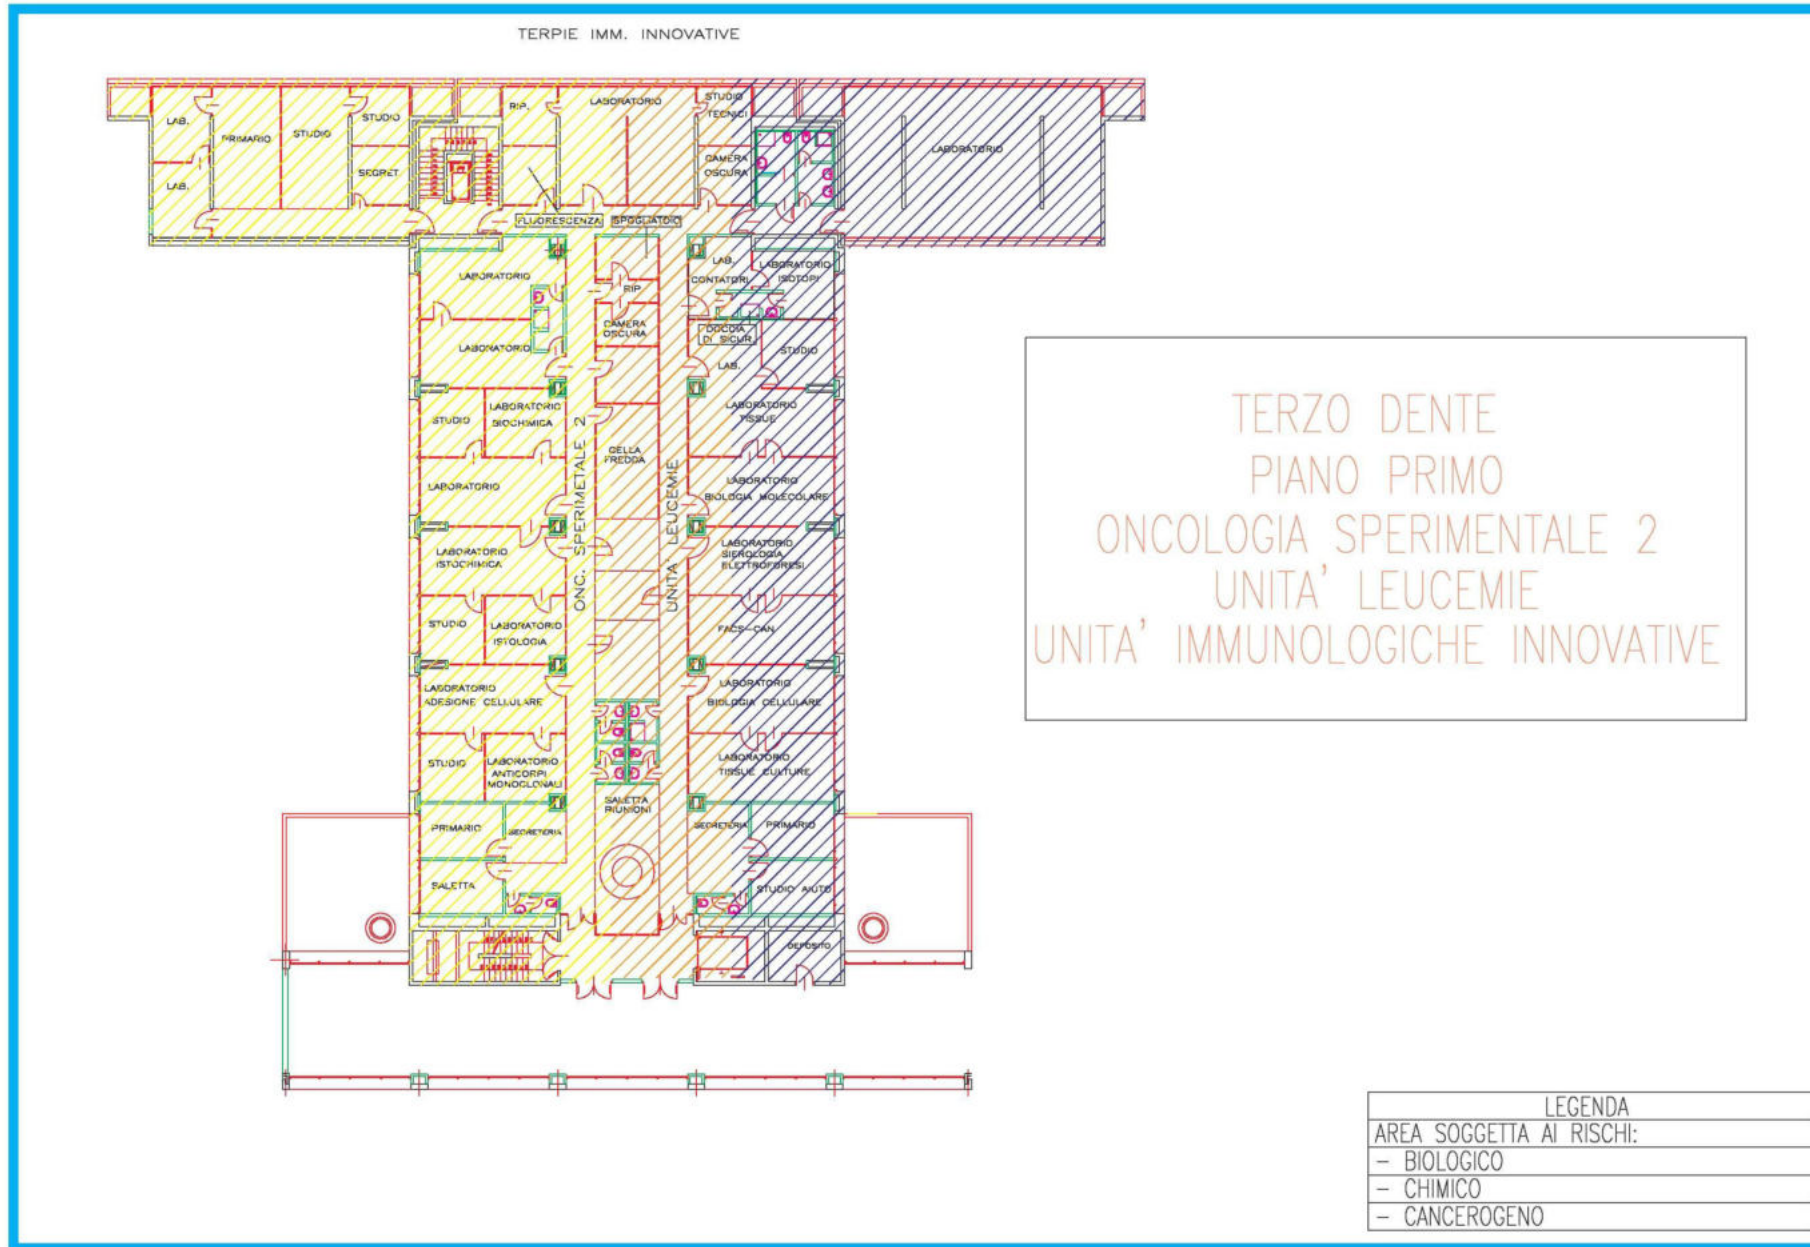 TERPIE IMM. INNOVATIVE
LAB.
PRIMARIO
STUDIO
STUDIO
RIP.
LABORATORIO
STUDIO
TECNICI
LAB.
SEGRET.
CAMERA
OSCURA
LABORATORIO
FLUORESCENZA
SPOGLIATOIO
LABORATORIO
LABORATORIO
STUDIO
LABORATORIO
BIOCHIMICA
LABORATORIO
LABORATORIO
ISTOCHIMICA
STUDIO
LABORATORIO
ISTOLOGIA
LABORATORIO
ADESIONE CELLULARE
STUDIO
LABORATORIO
ANTICORPI
MONOCLONALI
PRIMARIO
SECRETERIA
SALETTA
ONC. SPERIMETALE 2
RIP.
CAMERA
OSCURA
CELLA
FREDDA
SALETTA
RIUNIONI
UNITA' LEUCEMIE
LAB.
CONTATORI
LABORATORIO
ISOTOPI
DOCCIA
DI SICUR.
STUDIO
LAB.
LABORATORIO
TISSUE
LABORATORIO
BIOLOGIA MOLECOLARE
LABORATORIO
SIEROLOGIA
ELETTROFORESI
FACS-CAN
LABORATORIO
BIOLOGIA CELLULARE
LABORATORIO
TISSUE CULTURE
SECRETERIA
PRIMARIO
STUDIO AIUTO
DEPOSITO
TERZO DENTE
PIANO PRIMO
ONCOLOGIA SPERIMENTALE 2
UNITA' LEUCEMIE
UNITA' IMMUNOLOGICHE INNOVATIVE
LEGENDA
AREA SOGGETTA AI RISCHI:
- BIOLOGICO
- CHIMICO
- CANCEROGENO